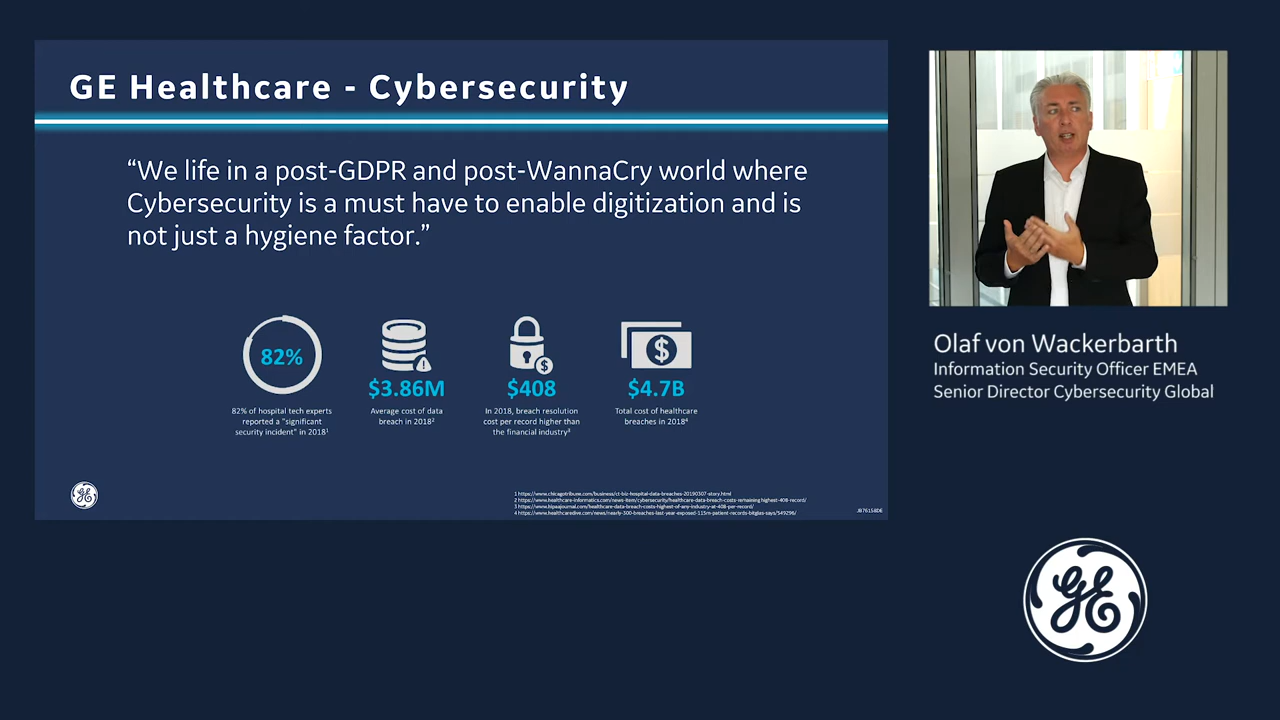 GE Healthcare - Cybersecurity
“We life in a post-GDPR and post-WannaCry world where
Cybersecurity is a must have to enable digitization and is
not just a hygiene factor.”
82%
82% of hospital tech experts
reported a "significant
security incident" in 2018¹
$3.86M
Average cost of data
breach in 2018²
$408
In 2018, breach resolution
cost per record higher than
the financial industry³
$4.7B
Total cost of healthcare
breaches in 2018⁴
1 https://www.chicagotribune.com/business/ct-biz-hospital-data-breaches-20190307-story.html
2 https://www.healthcare-informatics.com/news-item/cybersecurity/healthcare-data-breach-costs-remaining-highest-408-record/
3 https://www.hipaajournal.com/healthcare-data-breach-costs-highest-of-any-industry-at-408-per-record/
4 https://www.healthcaredive.com/news/nearly-300-breaches-last-year-exposed-115m-patient-records-bitglas-says/549296/
GE
Olaf von Wackerbarth
Information Security Officer EMEA
Senior Director Cybersecurity Global
GE